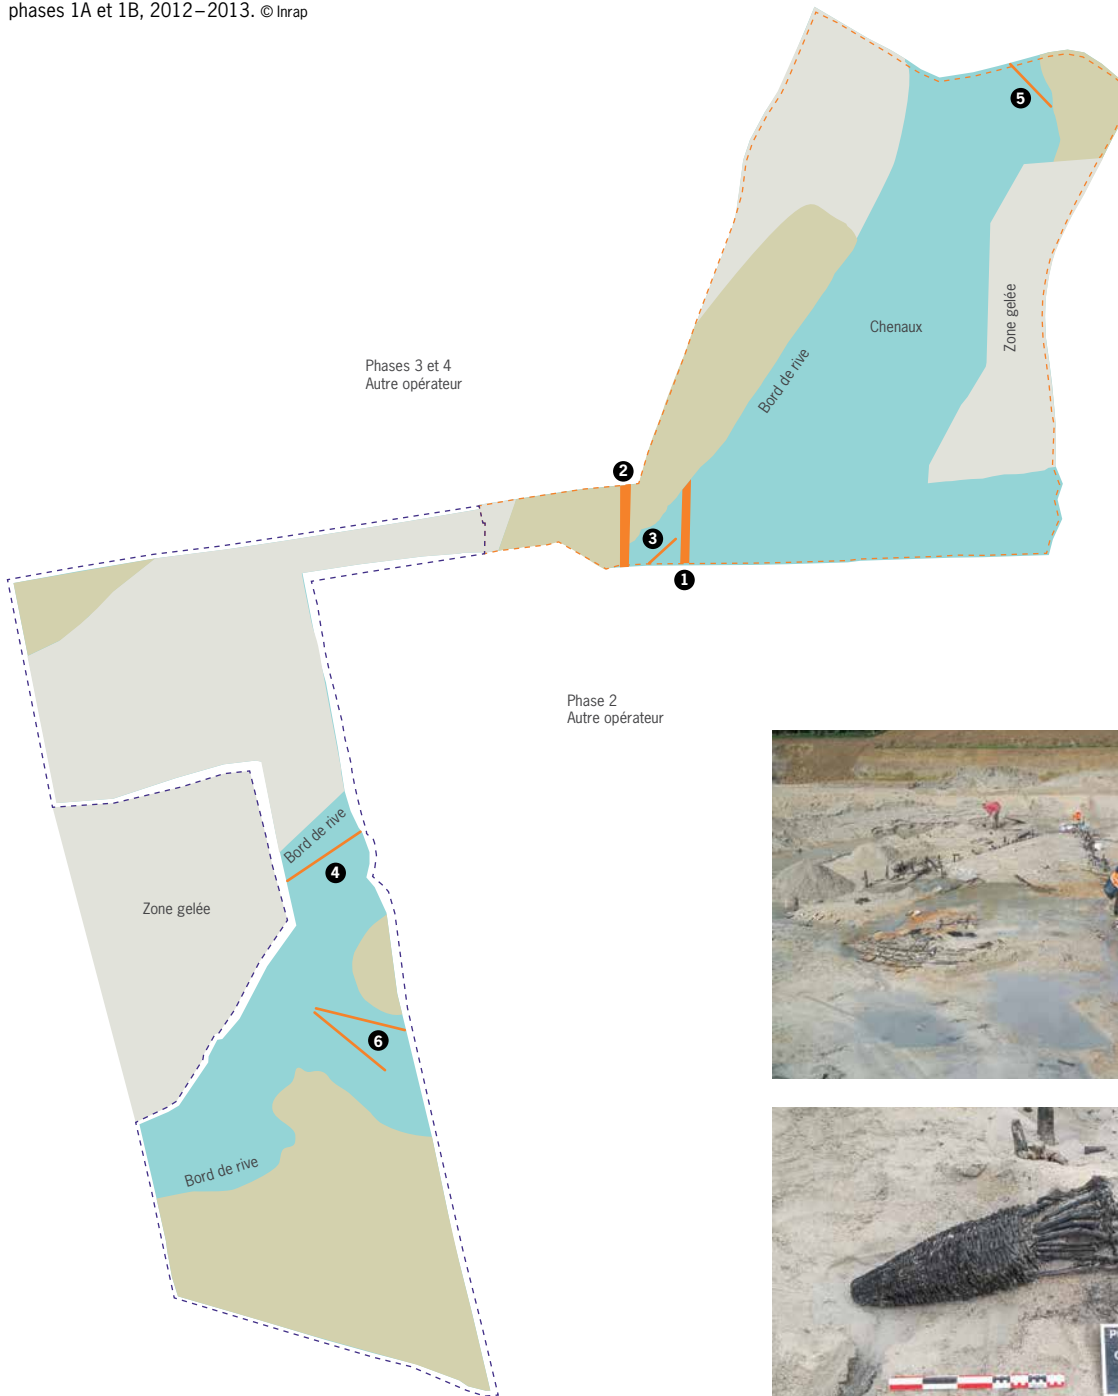 phases 1A et 1B, 2012–2013. © Inrap
5
Chenaux
Zone gelée
Bord de rive
Phases 3 et 4
Autre opérateur
2
3
1
Phase 2
Autre opérateur
Bord de rive
4
Zone gelée
6
Bord de rive